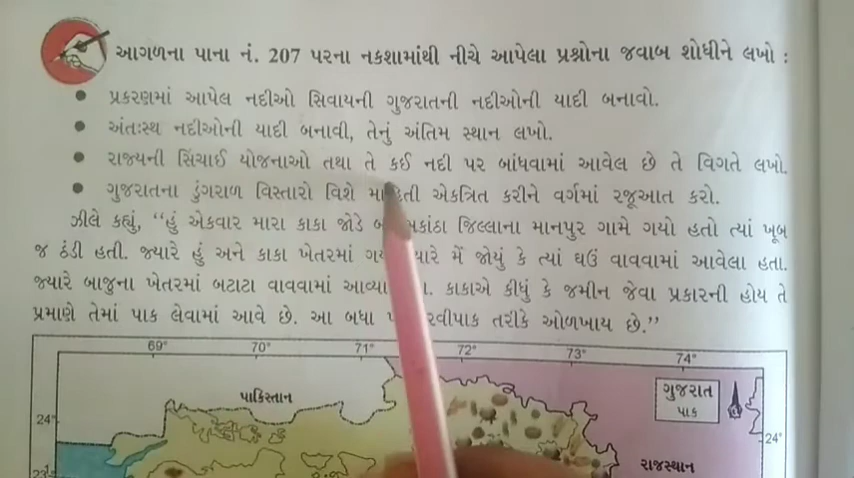 આગળના પાના નં. 207 પરના નકશામાંથી નીચે આપેલા પ્રશ્નોના જવાબ શોધીને લખો :
● પ્રકરણમાં આપેલ નદીઓ સિવાયની ગુજરાતની નદીઓની યાદી બનાવો.
● અંતઃસ્થ નદીઓની યાદી બનાવી, તેનું અંતિમ સ્થાન લખો.
● રાજ્યની સિંચાઈ યોજનાઓ તથા તે કઈ નદી પર બાંધવામાં આવેલ છે તે વિગતે લખો.
● ગુજરાતના ડુંગરાળ વિસ્તારો વિશે એકત્રિત કરીને વર્ગમાં રજૂઆત કરો.
ઝીલે કહ્યું, “હું એકવાર મારા કાકા જોડે જિલ્લાના માનપુર ગામે ગયો હતો ત્યાં ખૂબ
જ ઠંડી હતી. જ્યારે હું અને કાકા ખેતરમાં મેં જોયું કે ત્યાં ઘઉં વાવવામાં આવેલા હતા.
જ્યારે બાજુના ખેતરમાં બટાટા વાવવામાં કાકાએ કીધું કે જમીન જેવા પ્રકારની હોય તે
પ્રમાણે તેમાં પાક લેવામાં આવે છે. આ બધા તરીકે ઓળખાય છે.”
69° 70° 71° 72° 73° 74°
પાકિસ્તાન
ગુજરાત
પાક
24° 24°
રાજસ્થાન